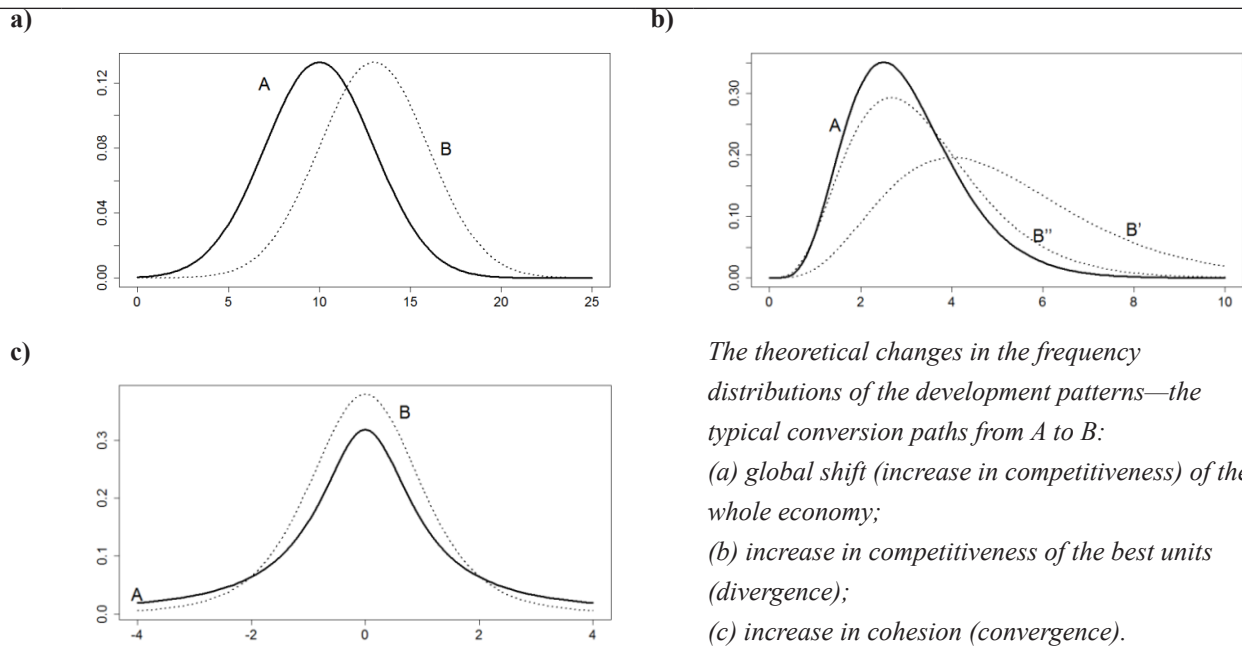 a)
b)
0.12
0.08
0.04
0.00
A
B
0 5 10 15 20 25
0.30
0.20
0.10
0.00
A
B''
B'
0 2 4 6 8 10
c)
0.3
0.2
0.1
0.0
A
B
-4 -2 0 2 4
The theoretical changes in the frequency
distributions of the development patterns—the
typical conversion paths from A to B:
(a) global shift (increase in competitiveness) of the
whole economy;
(b) increase in competitiveness of the best units
(divergence);
(c) increase in cohesion (convergence).